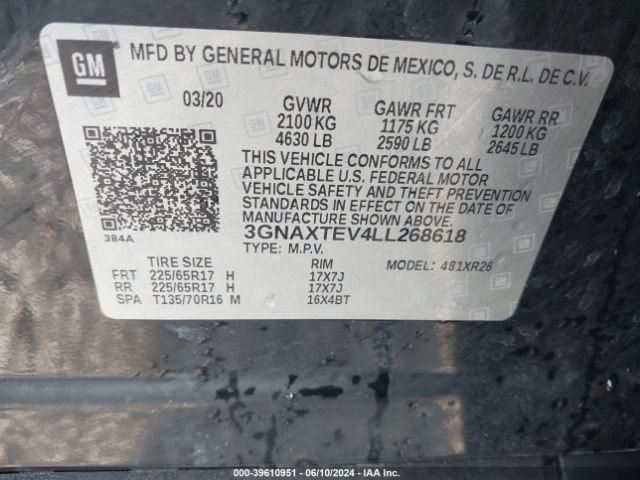 GM
MFD BY GENERAL MOTORS DE MEXICO, S. DE R.L. DE C.V.
03/20 GVWR GAWR FRT GAWR RR
2100 KG 1175 KG 1200 KG
4630 LB 2590 LB 2645 LB
THIS VEHICLE CONFORMS TO ALL
APPLICABLE U.S. FEDERAL MOTOR
VEHICLE SAFETY AND THEFT PREVENTION
STANDARDS IN EFFECT ON THE DATE OF
MANUFACTURE SHOWN ABOVE.
384A
3GNAXTEV4LL268618
TYPE: M.P.V. MODEL: 481XR26
TIRE SIZE RIM
FRT 225/65R17 H 17X7J
RR 225/65R17 H 17X7J
SPA T135/70R16 M 16X4BT
000-39610951 - 06/10/2024 - IAA Inc.